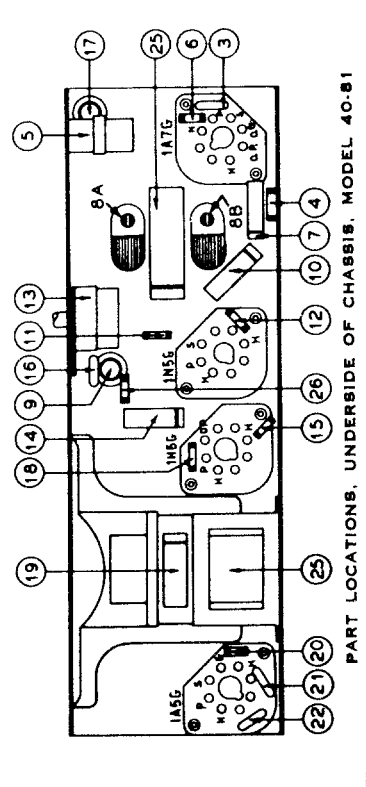 19
18
14
9
16
11
13
5
17
25
6
3
8A
1A7G
H
H
8B
1N5G
P
S
H
H
1H5G
P
H
H
1A5G
P
S
H
H
22
21
20
25
15
26
12
10
7
4
PART LOCATIONS, UNDERSIDE OF CHASSIS, MODEL 40-81